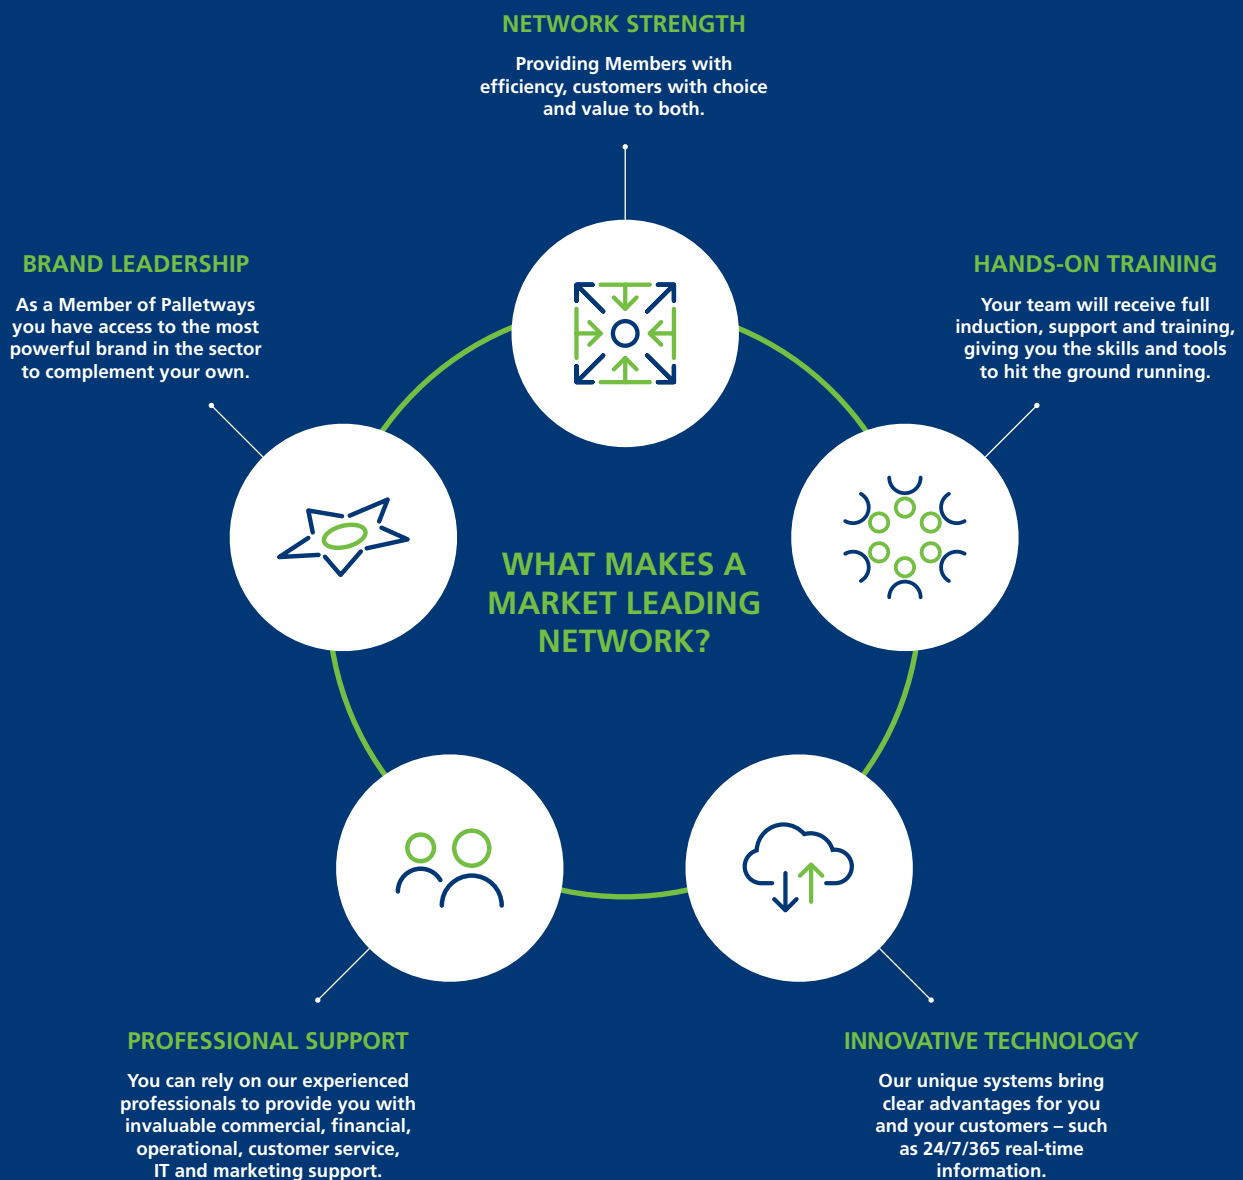 NETWORK STRENGTH
Providing Members with
efficiency, customers with choice
and value to both.
BRAND LEADERSHIP
As a Member of Palletways
you have access to the most
powerful brand in the sector
to complement your own.
HANDS-ON TRAINING
Your team will receive full
induction, support and training,
giving you the skills and tools
to hit the ground running.
WHAT MAKES A
MARKET LEADING
NETWORK?
PROFESSIONAL SUPPORT
You can rely on our experienced
professionals to provide you with
invaluable commercial, financial,
operational, customer service,
IT and marketing support.
INNOVATIVE TECHNOLOGY
Our unique systems bring
clear advantages for you
and your customers – such
as 24/7/365 real-time
information.